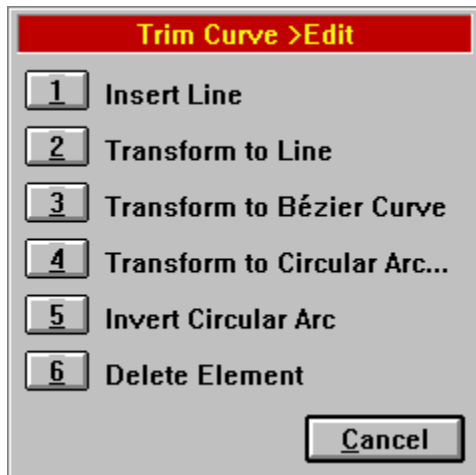 Trim Curve >Edit
1 Insert Line
2 Transform to Line
3 Transform to Bézier Curve
4 Transform to Circular Arc...
5 Invert Circular Arc
6 Delete Element
Cancel